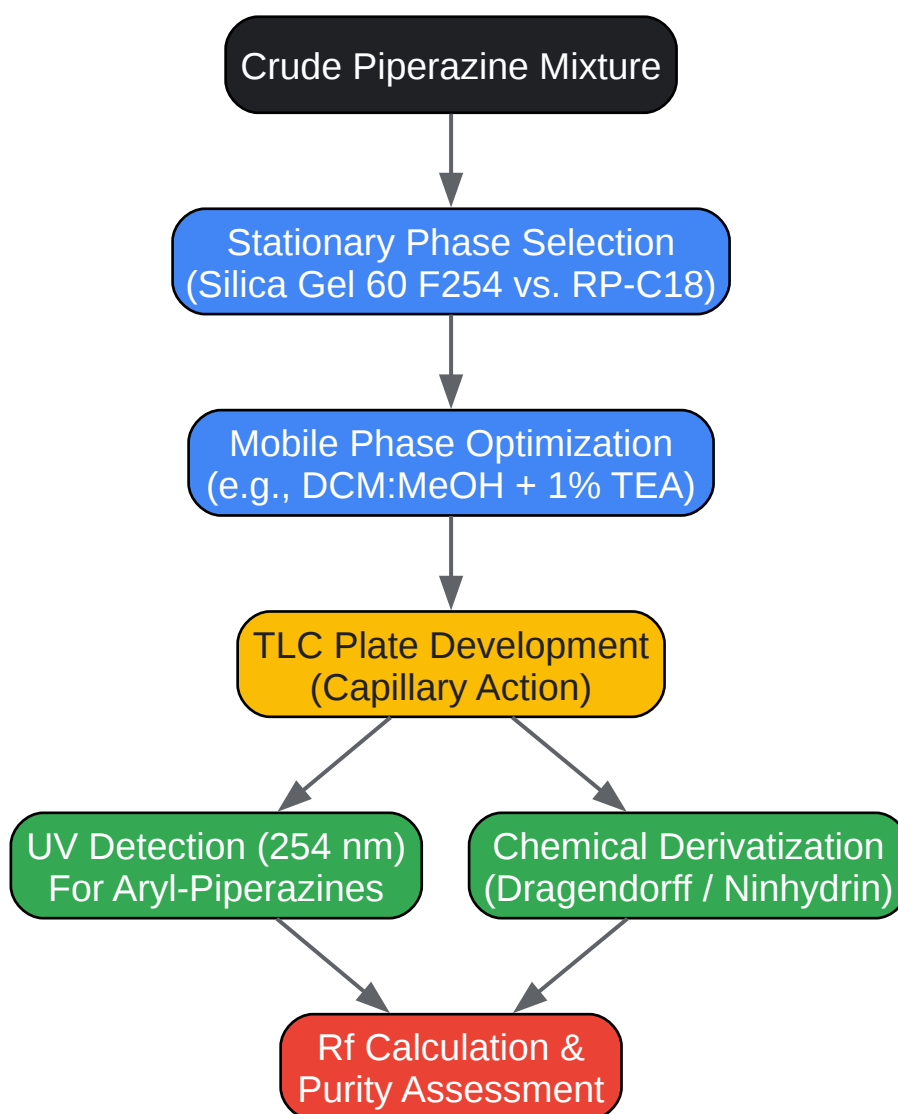 Crude Piperazine Mixture
Stationary Phase Selection
(Silica Gel 60 F254 vs. RP-C18)
Mobile Phase Optimization
(e.g., DCM:MeOH + 1% TEA)
TLC Plate Development
(Capillary Action)
UV Detection (254 nm)
For Aryl-Piperazines
Chemical Derivatization
(Dragendorff / Ninhydrin)
Rf Calculation &
Purity Assessment